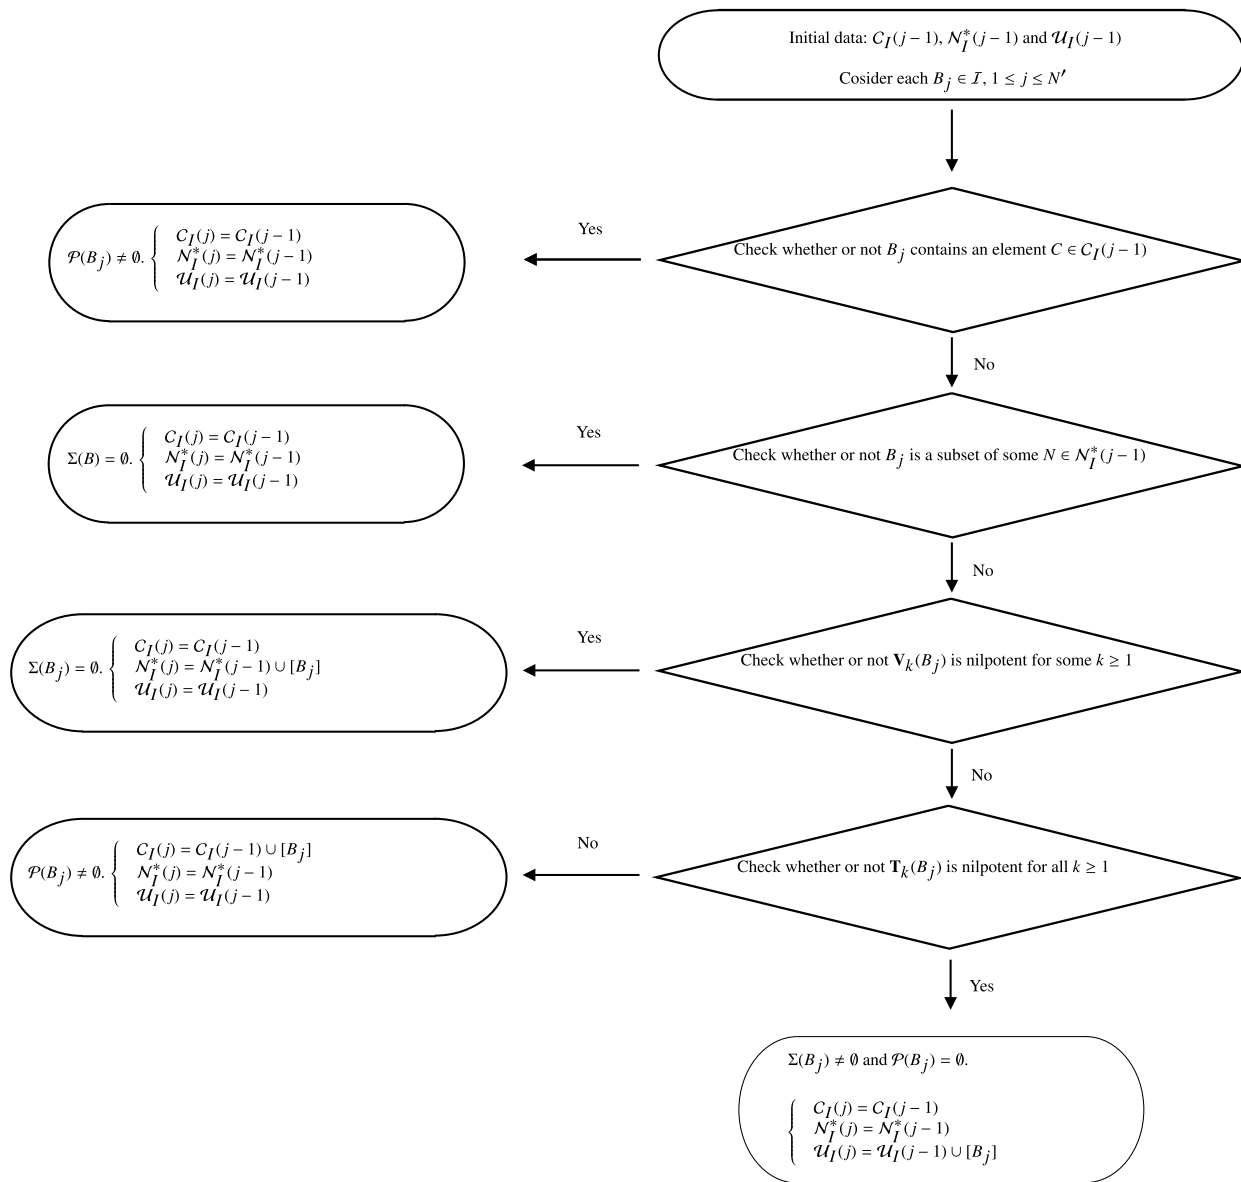 Initial data: 𝒞_I(j − 1), 𝒩*_I(j − 1) and 𝒰_I(j − 1)
Cosider each B_j ∈ ℐ, 1 ≤ j ≤ N′
Check whether or not B_j contains an element C ∈ 𝒞_I(j − 1)
Yes
𝒫(B_j) ≠ ∅. {
𝒞_I(j) = 𝒞_I(j − 1)
𝒩*_I(j) = 𝒩*_I(j − 1)
𝒰_I(j) = 𝒰_I(j − 1)
No
Check whether or not B_j is a subset of some N ∈ 𝒩*_I(j − 1)
Yes
Σ(B) = ∅. {
𝒞_I(j) = 𝒞_I(j − 1)
𝒩*_I(j) = 𝒩*_I(j − 1)
𝒰_I(j) = 𝒰_I(j − 1)
No
Check whether or not 𝐕_k(B_j) is nilpotent for some k ≥ 1
Yes
Σ(B_j) = ∅. {
𝒞_I(j) = 𝒞_I(j − 1)
𝒩*_I(j) = 𝒩*_I(j − 1) ∪ [B_j]
𝒰_I(j) = 𝒰_I(j − 1)
No
Check whether or not 𝐓_k(B_j) is nilpotent for all k ≥ 1
No
𝒫(B_j) ≠ ∅. {
𝒞_I(j) = 𝒞_I(j − 1) ∪ [B_j]
𝒩*_I(j) = 𝒩*_I(j − 1)
𝒰_I(j) = 𝒰_I(j − 1)
Yes
Σ(B_j) ≠ ∅ and 𝒫(B_j) = ∅.
{
𝒞_I(j) = 𝒞_I(j − 1)
𝒩*_I(j) = 𝒩*_I(j − 1)
𝒰_I(j) = 𝒰_I(j − 1) ∪ [B_j]